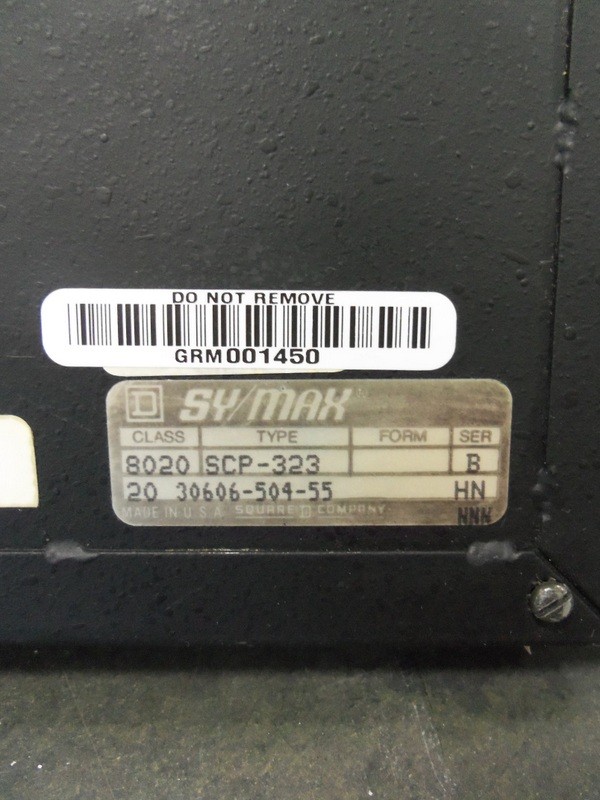 DO NOT REMOVE
GRM001450
D SY/MAX
CLASS TYPE FORM SER
8020 SCP-323 B
20 30606-504-55 HN
MADE IN U.S.A. SQUARE D COMPANY NNN